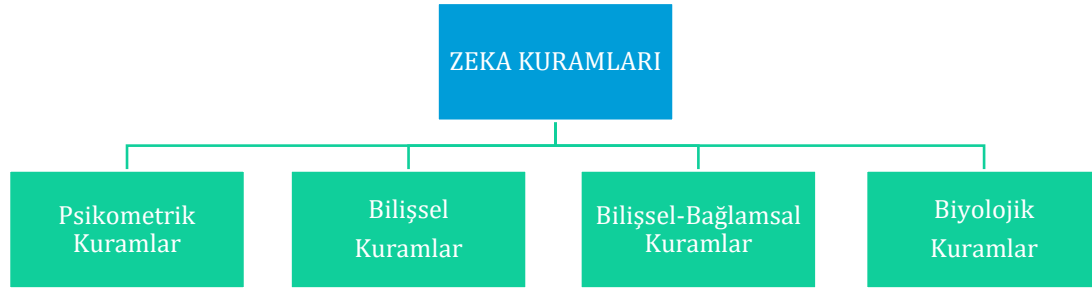 ZEKA KURAMLARI
Psikometrik
Kuramlar
Bilişsel
Kuramlar
Bilişsel-Bağlamsal
Kuramlar
Biyolojik
Kuramlar